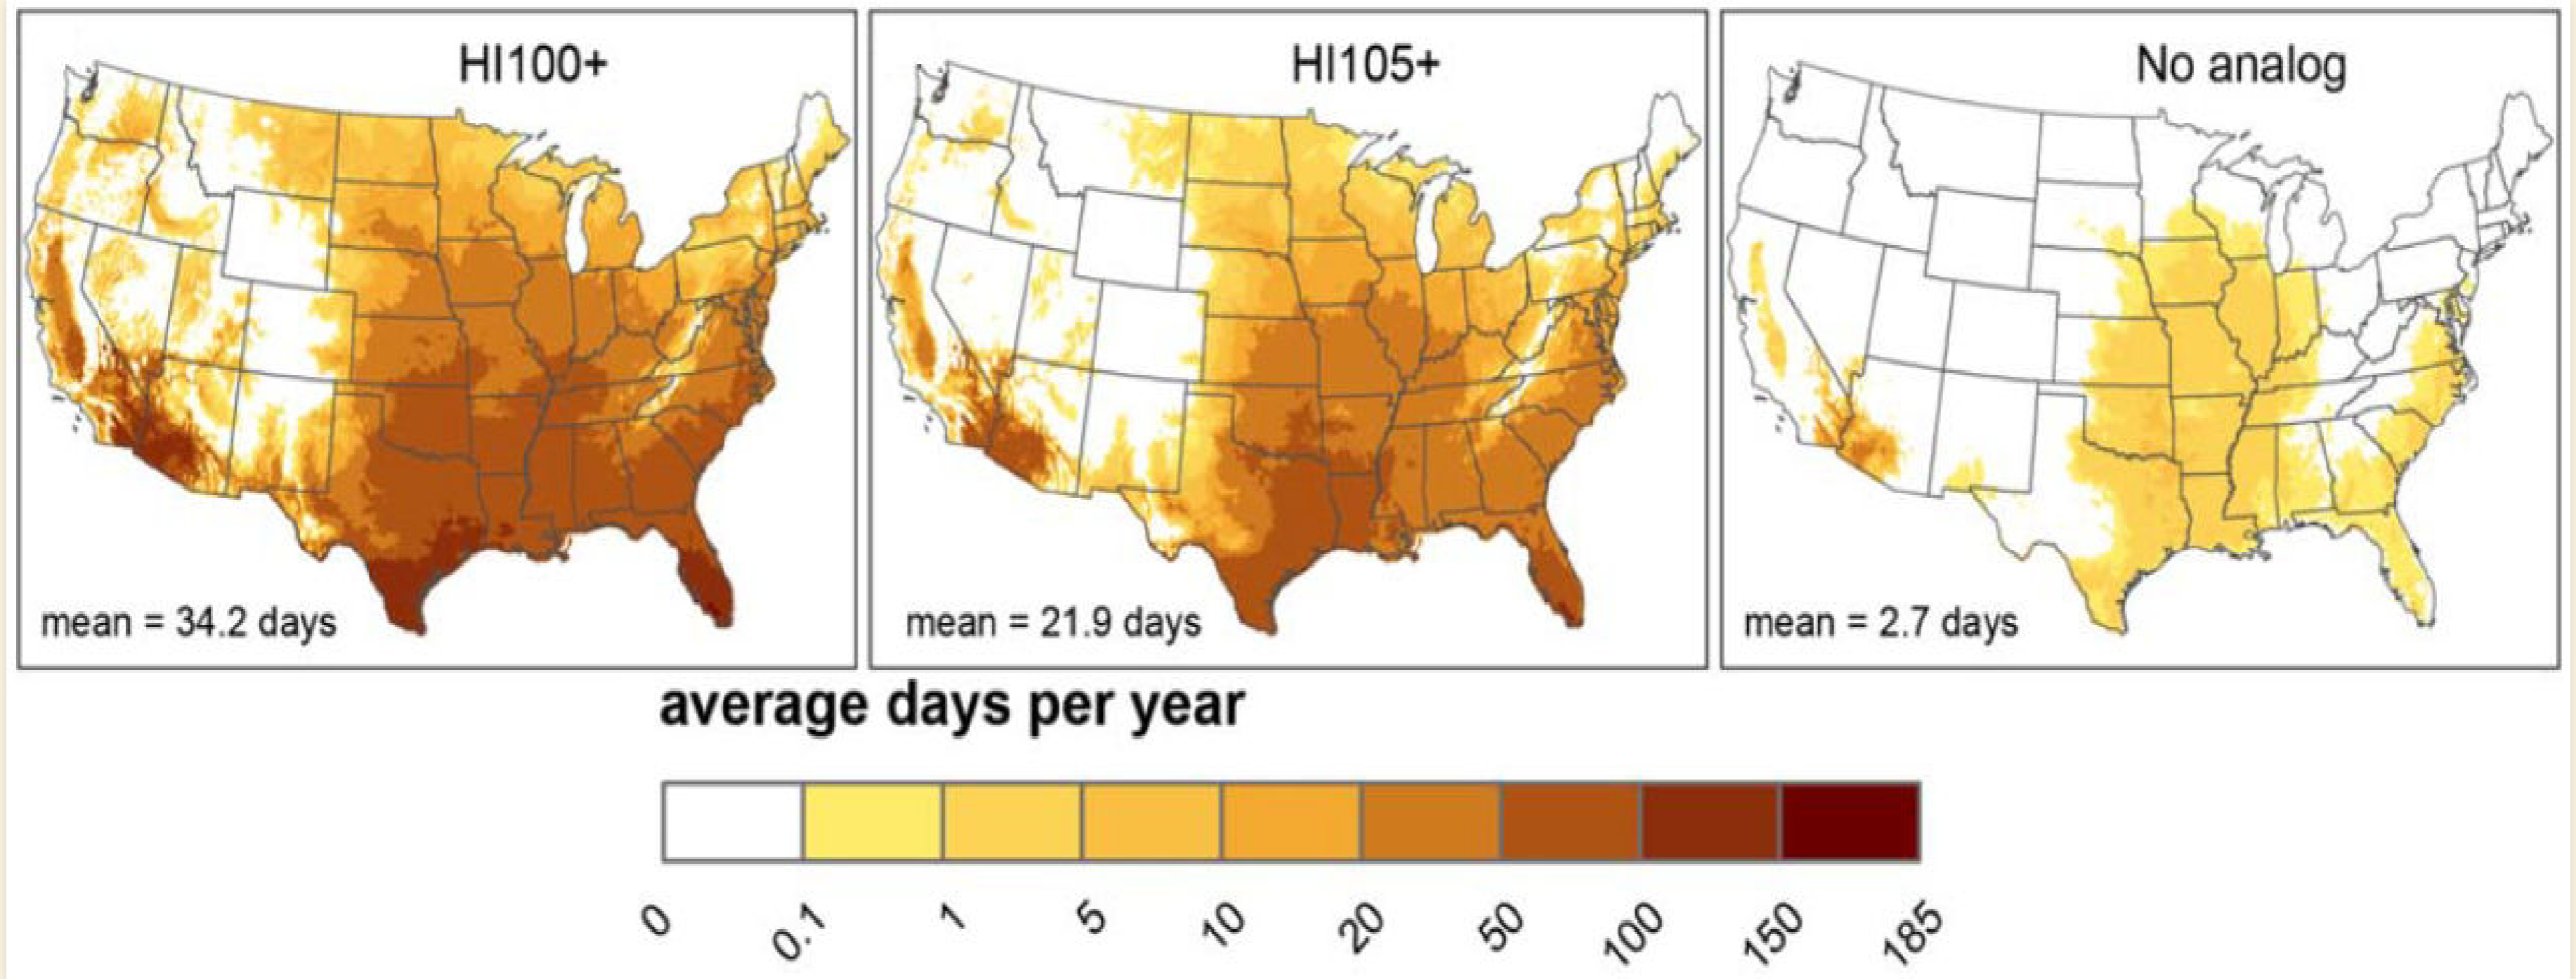 HI100+
HI105+
No analog
mean = 34.2 days
mean = 21.9 days
mean = 2.7 days
average days per year
0
0.1
1
5
10
20
50
100
150
185